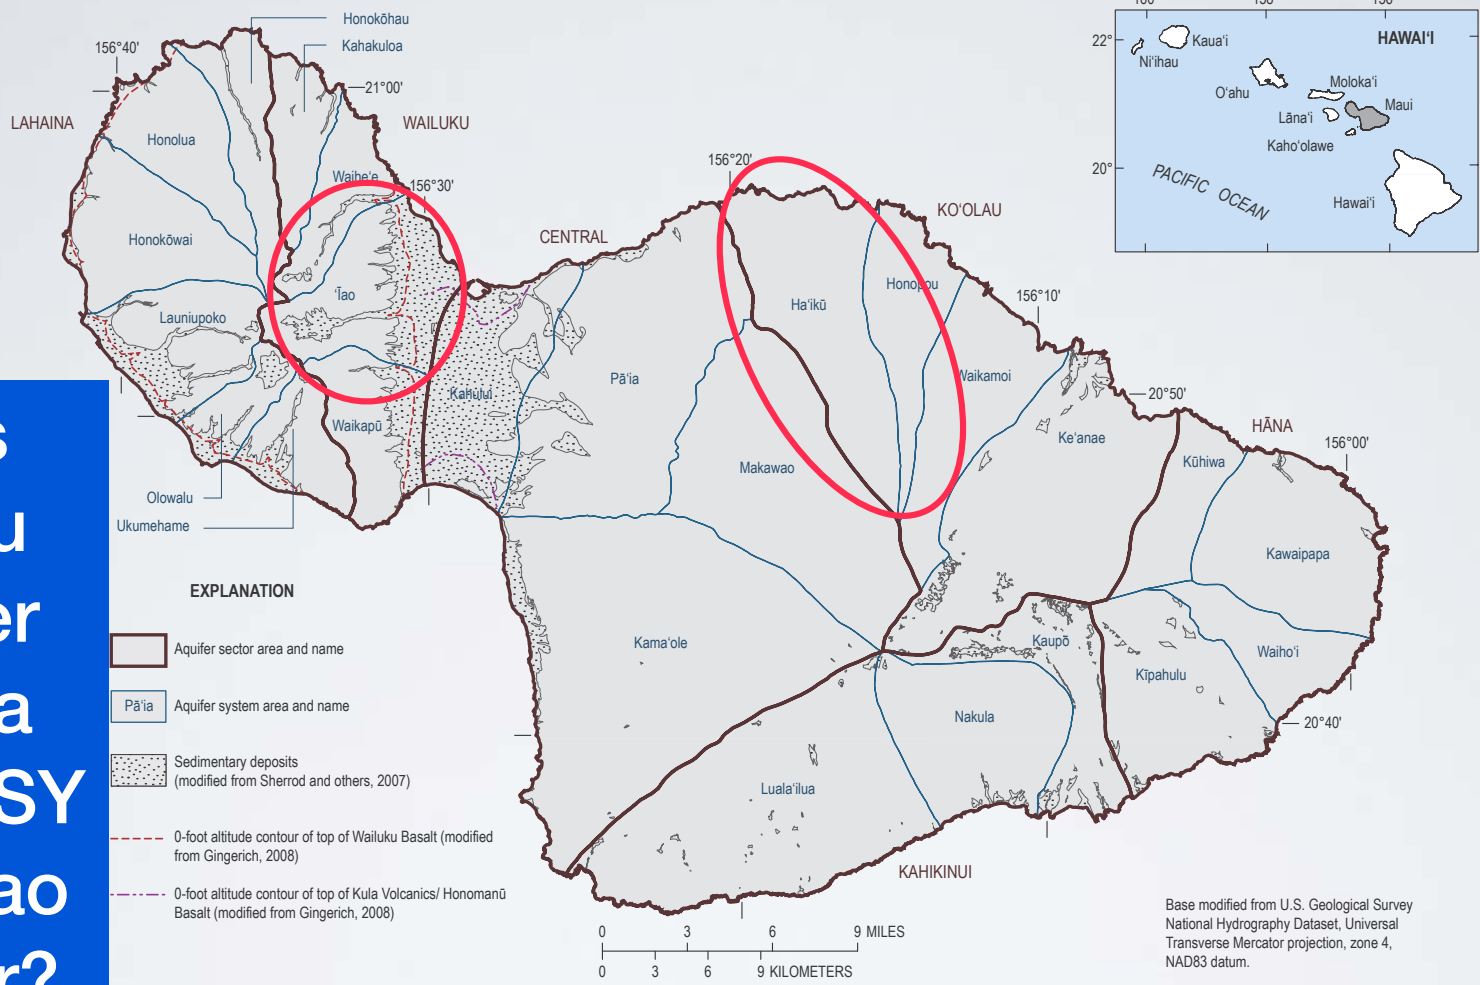 160°
156°
Honokōhau
Kahakuloa
156°40'
21°00'
LAHAINA
WAILUKU
Honolua
Waiheʻe
156°30'
156°20'
HAWAIʻI
22°
Kauaʻi
Niʻihau
Oʻahu
Molokaʻi
Lānaʻi
Maui
Kahoʻolawe
20°
PACIFIC OCEAN
Hawaiʻi
Honokōwai
CENTRAL
KOʻOLAU
ʻĪao
Launiupoko
Haʻikū
Honopou
156°10'
Kahului
Pāʻia
Waikamoi
20°50'
Waikapū
Makawao
Keʻanae
HĀNA
156°00'
Kūhiwa
Olowalu
Ukumehame
Kawaipapa
EXPLANATION
Aquifer sector area and name
Pāʻia Aquifer system area and name
Sedimentary deposits
(modified from Sherrod and others, 2007)
0-foot altitude contour of top of Wailuku Basalt (modified
from Gingerich, 2008)
0-foot altitude contour of top of Kula Volcanics/ Honomanū
Basalt (modified from Gingerich, 2008)
Kamaʻole
Kaupō
Waihoʻi
Kīpahulu
Nakula
20°40'
Lualaʻilua
KAHIKINUI
0 3 6 9 MILES
0 3 6 9 KILOMETERS
Base modified from U.S. Geological Survey
National Hydrography Dataset, Universal
Transverse Mercator projection, zone 4,
NAD83 datum.
s
u
er
a
SY
ao
r?